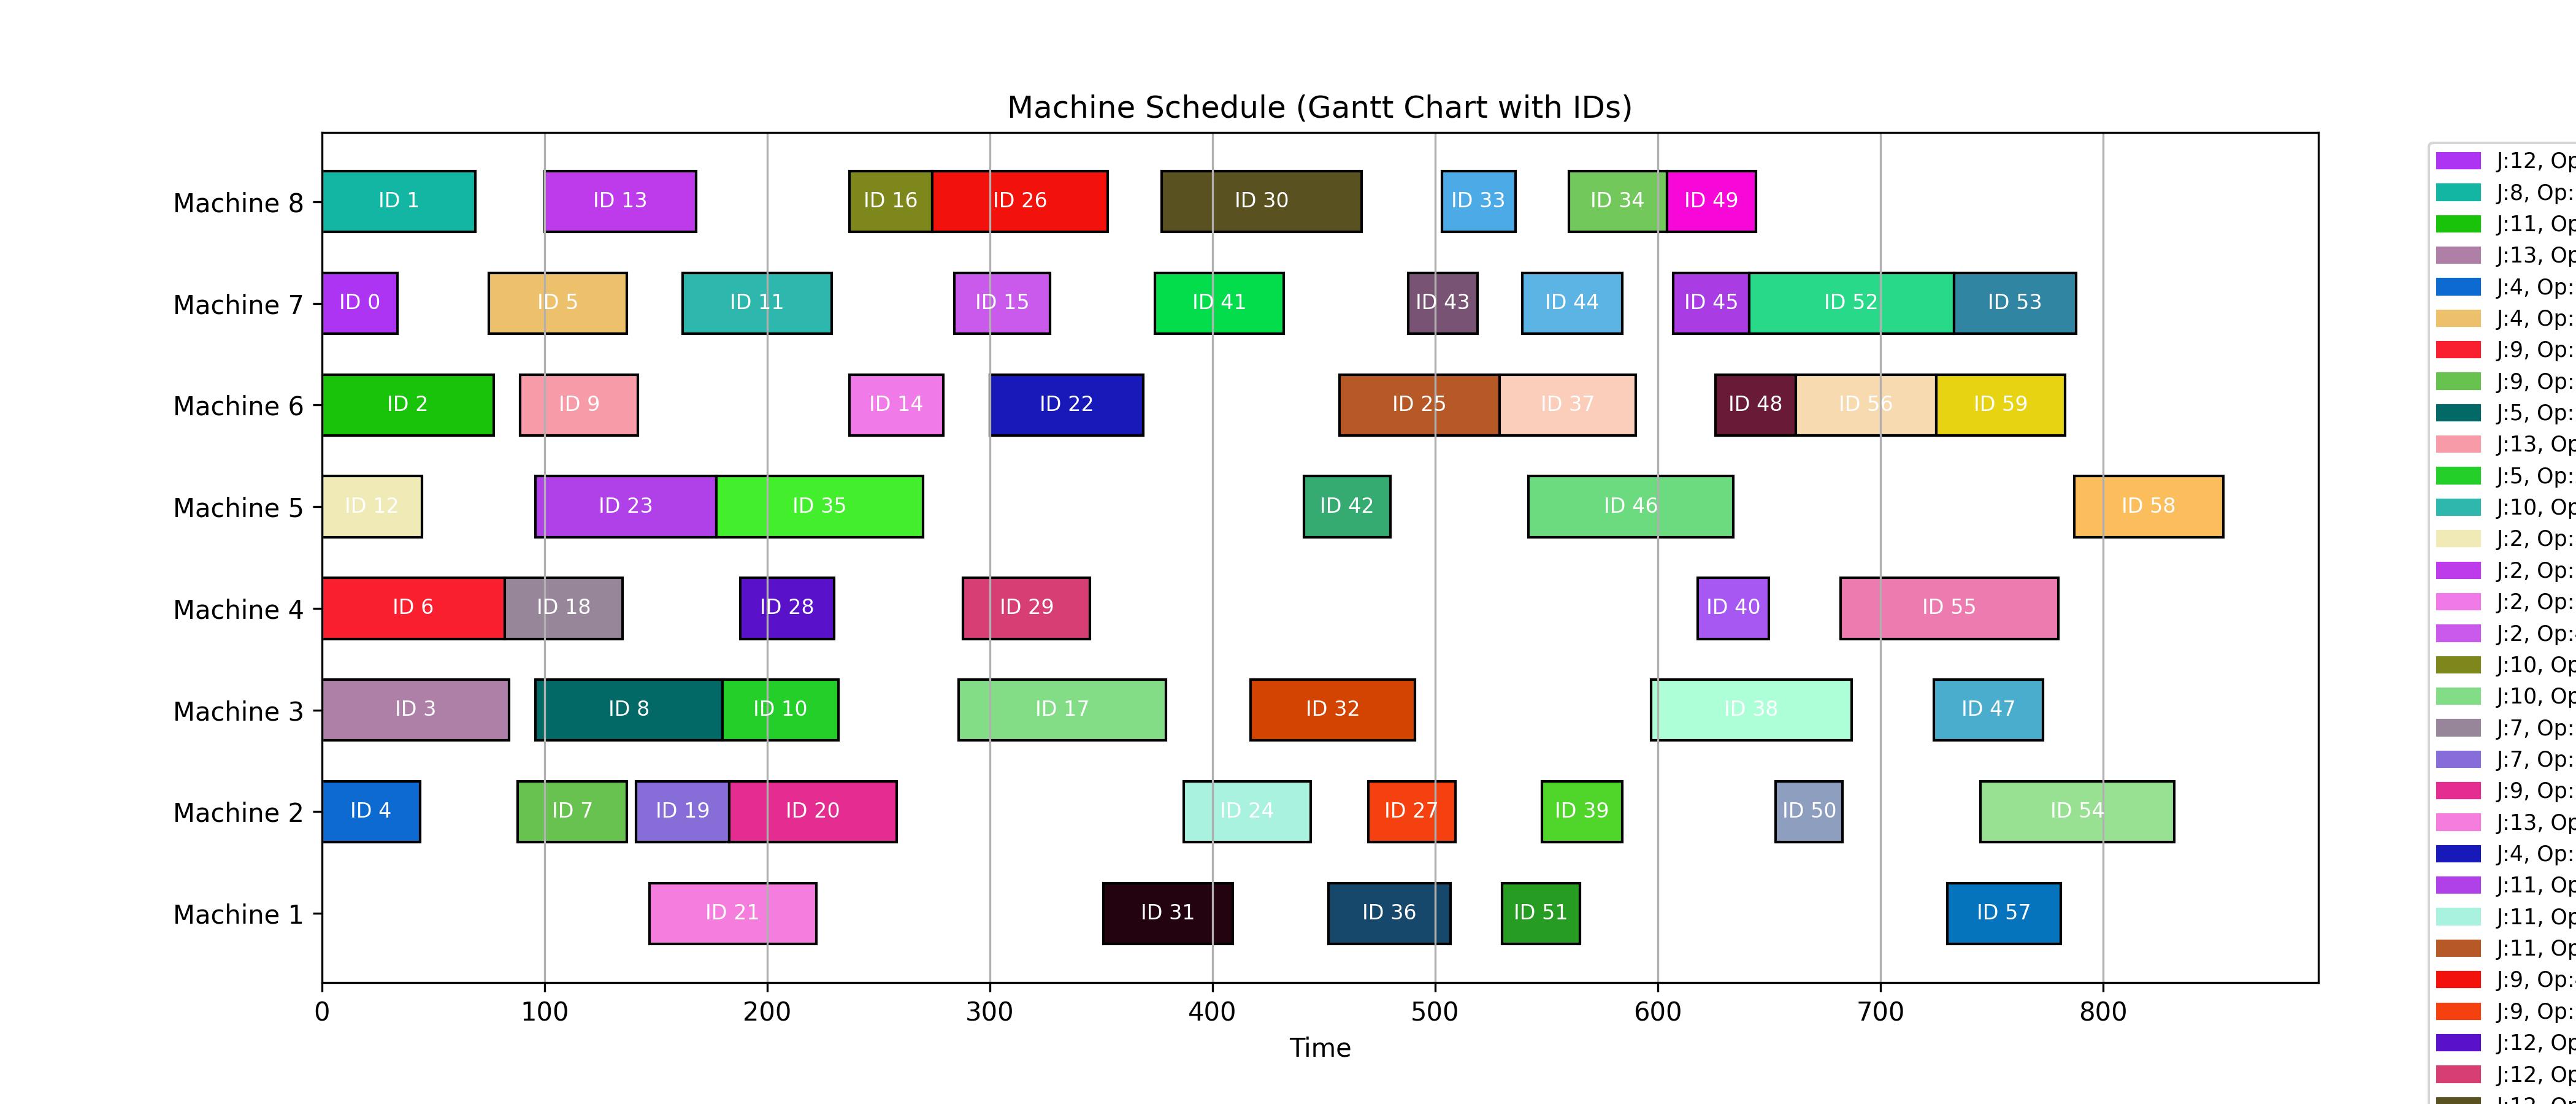 Machine Schedule (Gantt Chart with IDs)
Machine 8
ID 1
ID 13
ID 16
ID 26
ID 30
ID 33
ID 34
ID 49
Machine 7
ID 0
ID 5
ID 11
ID 15
ID 41
ID 43
ID 44
ID 45
ID 52
ID 53
Machine 6
ID 2
ID 9
ID 14
ID 22
ID 25
ID 37
ID 48
ID 56
ID 59
Machine 5
ID 12
ID 23
ID 35
ID 42
ID 46
ID 58
Machine 4
ID 6
ID 18
ID 28
ID 29
ID 40
ID 55
Machine 3
ID 3
ID 8
ID 10
ID 17
ID 32
ID 38
ID 47
Machine 2
ID 4
ID 7
ID 19
ID 20
ID 24
ID 27
ID 39
ID 50
ID 54
Machine 1
ID 21
ID 31
ID 36
ID 51
ID 57
0 100 200 300 400 500 600 700 800
Time
J:12, Op
J:8, Op:
J:11, Op
J:13, Op
J:4, Op:
J:4, Op:
J:9, Op:
J:9, Op:
J:5, Op:
J:13, Op
J:5, Op:
J:10, Op
J:2, Op:
J:2, Op:
J:2, Op:
J:2, Op:
J:10, Op
J:10, Op
J:7, Op:
J:7, Op:
J:9, Op:
J:13, Op
J:4, Op:
J:11, Op
J:11, Op
J:11, Op
J:9, Op:
J:9, Op:
J:12, Op
J:12, Op